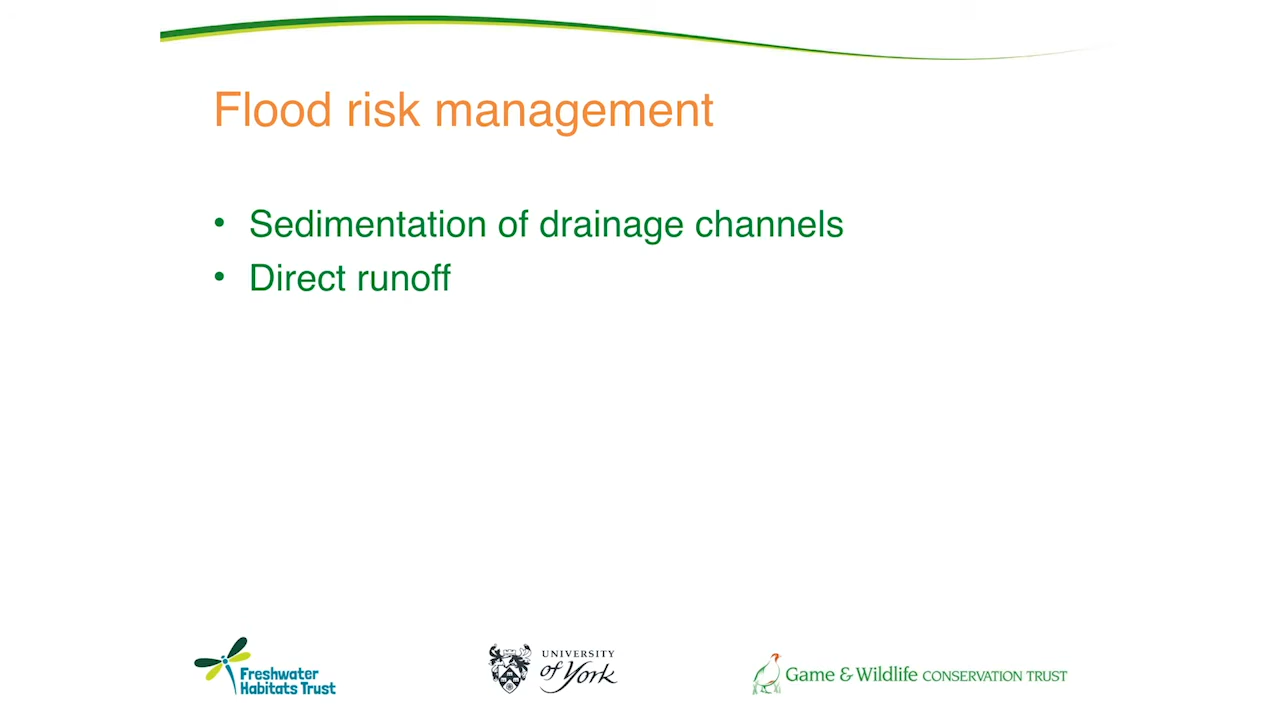 Flood risk management
• Sedimentation of drainage channels
• Direct runoff
Freshwater
Habitats Trust
UNIVERSITY
of York
Game & Wildlife CONSERVATION TRUST